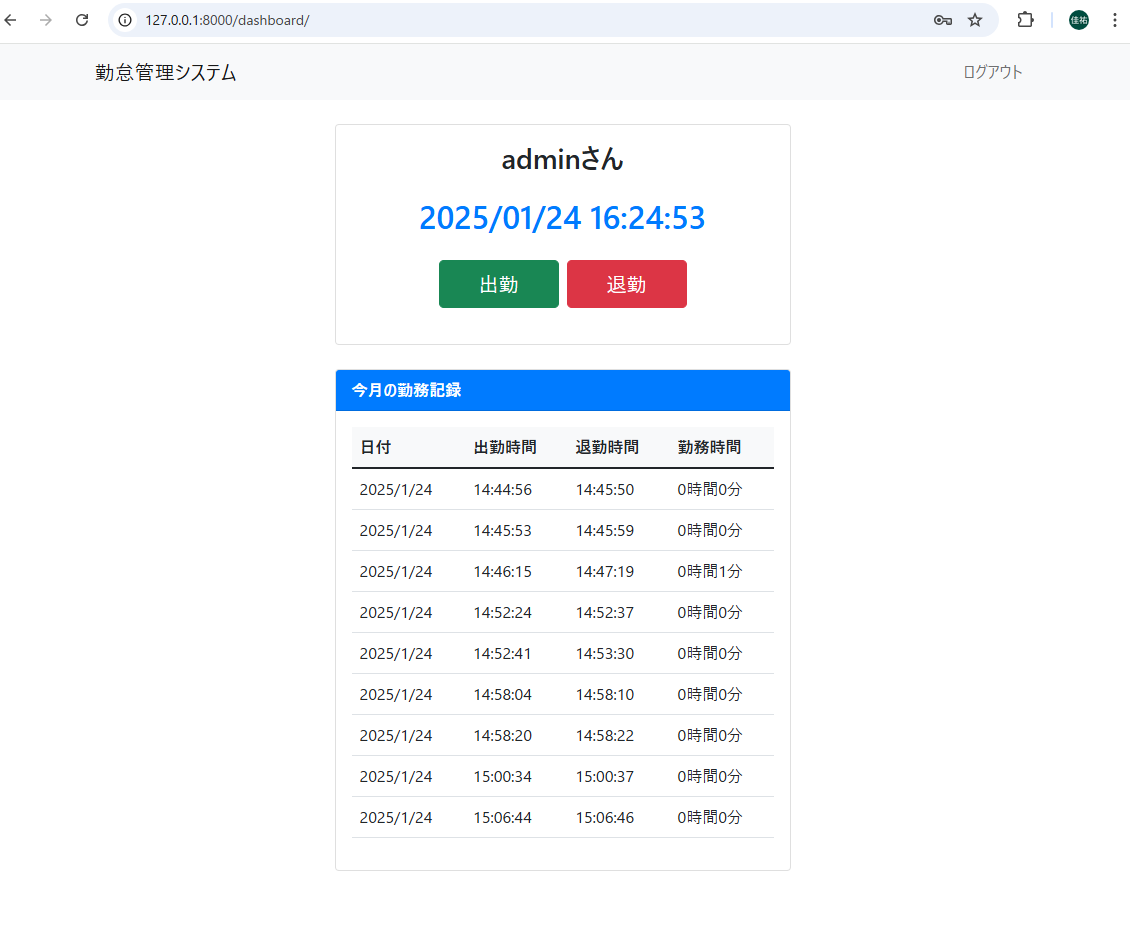 127.0.0.1:8000/dashboard/
佳祐
勤怠管理システム
ログアウト
adminさん
2025/01/24 16:24:53
出勤 退勤
今月の勤務記録
日付 出勤時間 退勤時間 勤務時間
2025/1/24 14:44:56 14:45:50 0時間0分
2025/1/24 14:45:53 14:45:59 0時間0分
2025/1/24 14:46:15 14:47:19 0時間1分
2025/1/24 14:52:24 14:52:37 0時間0分
2025/1/24 14:52:41 14:53:30 0時間0分
2025/1/24 14:58:04 14:58:10 0時間0分
2025/1/24 14:58:20 14:58:22 0時間0分
2025/1/24 15:00:34 15:00:37 0時間0分
2025/1/24 15:06:44 15:06:46 0時間0分